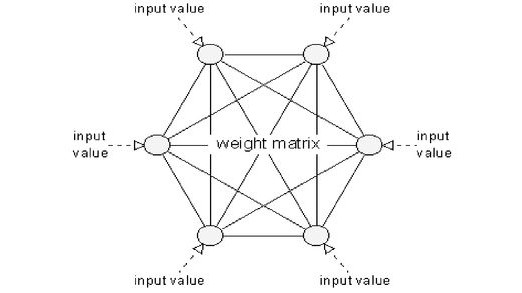 input value
input value
input
value
weight matrix
input
value
input value
input value